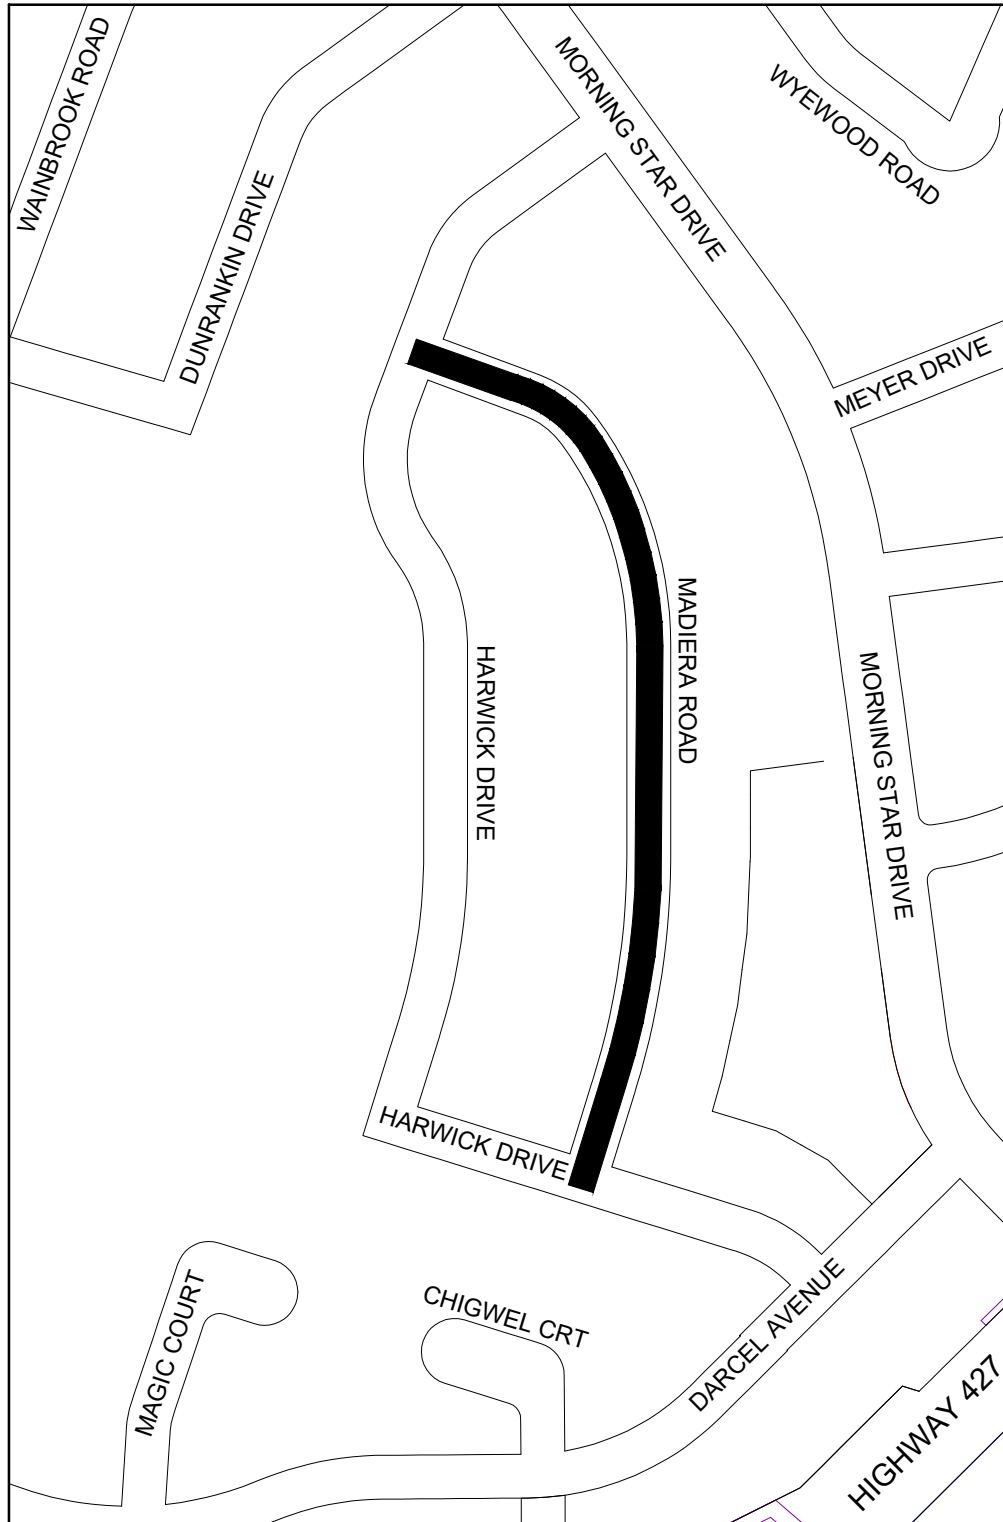 WAINBROOK ROAD
MORNING STAR DRIVE
WYEWOOD ROAD
DUNRANKIN DRIVE
MEYER DRIVE
MADIERA ROAD
HARWICK DRIVE
MORNING STAR DRIVE
HARWICK DRIVE
MAGIC COURT
CHIGWEL CRT
DARCEL AVENUE
HIGHWAY 427